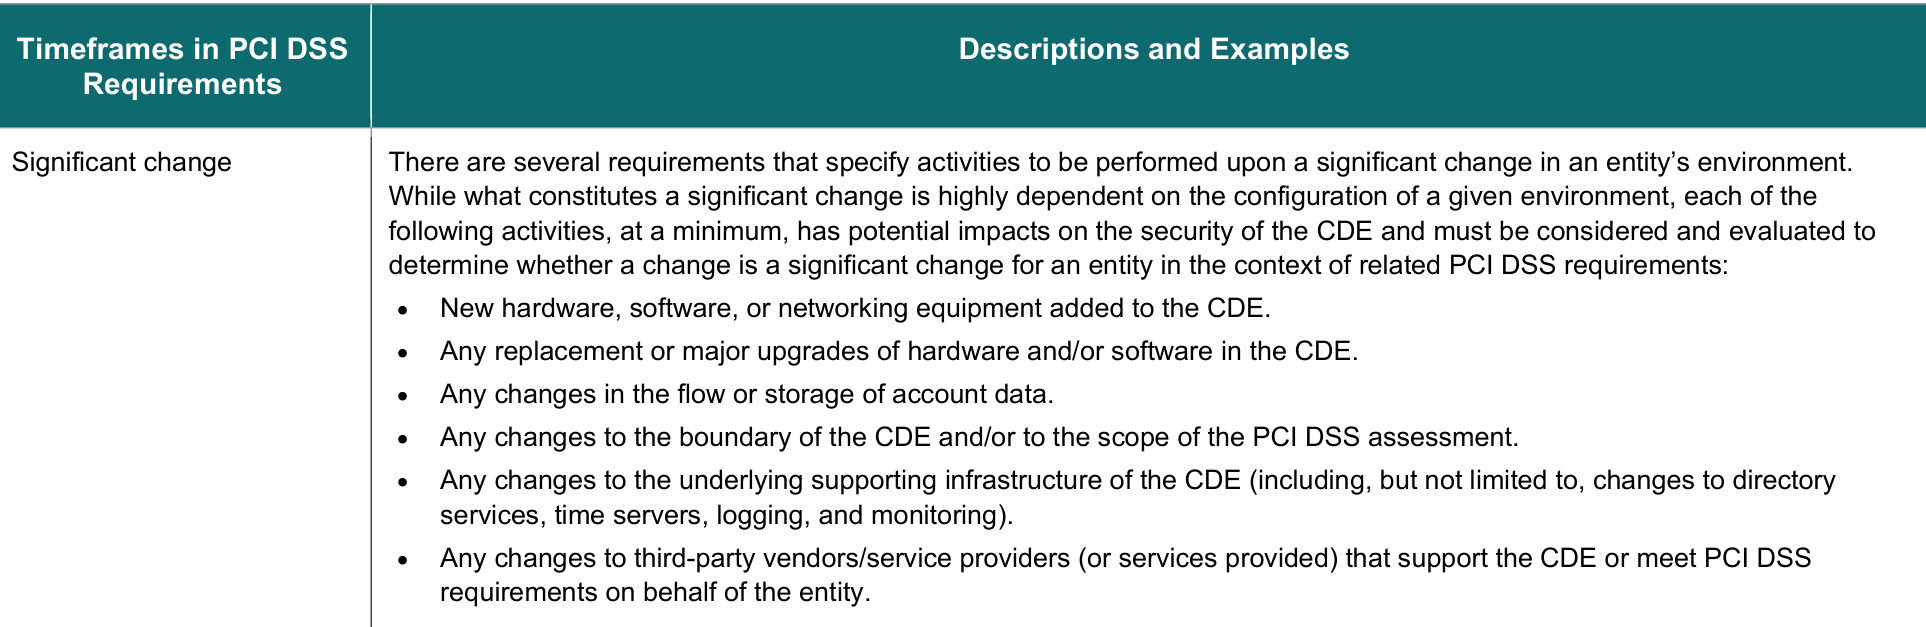 Timeframes in PCI DSS
Requirements
Descriptions and Examples
Significant change
There are several requirements that specify activities to be performed upon a significant change in an entity’s environment.
While what constitutes a significant change is highly dependent on the configuration of a given environment, each of the
following activities, at a minimum, has potential impacts on the security of the CDE and must be considered and evaluated to
determine whether a change is a significant change for an entity in the context of related PCI DSS requirements:
• New hardware, software, or networking equipment added to the CDE.
• Any replacement or major upgrades of hardware and/or software in the CDE.
• Any changes in the flow or storage of account data.
• Any changes to the boundary of the CDE and/or to the scope of the PCI DSS assessment.
• Any changes to the underlying supporting infrastructure of the CDE (including, but not limited to, changes to directory
services, time servers, logging, and monitoring).
• Any changes to third-party vendors/service providers (or services provided) that support the CDE or meet PCI DSS
requirements on behalf of the entity.